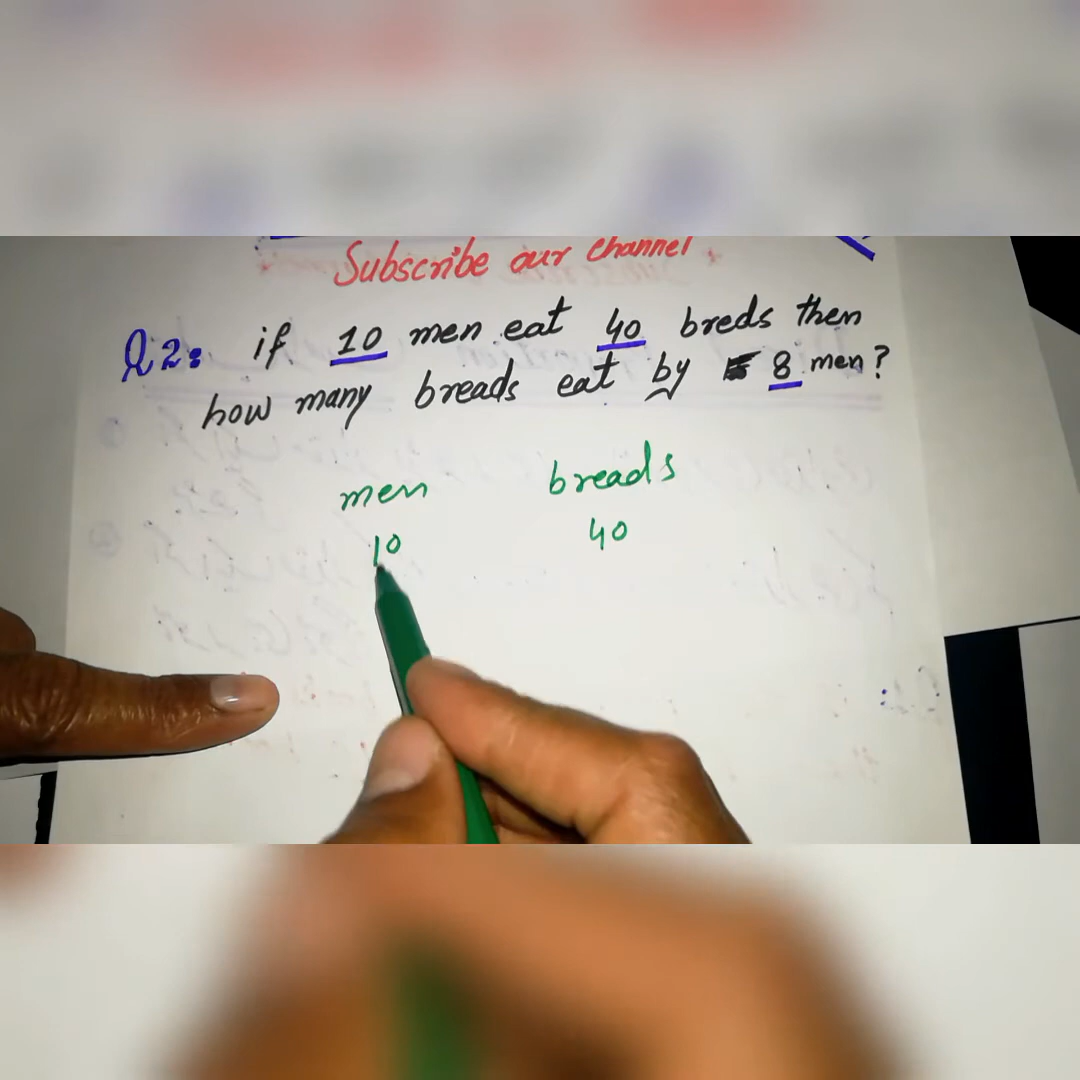 Subscribe our channel
Q2: if 10 men eat 40 breds then
how many breads eat by 8 men?
men breads
10 40